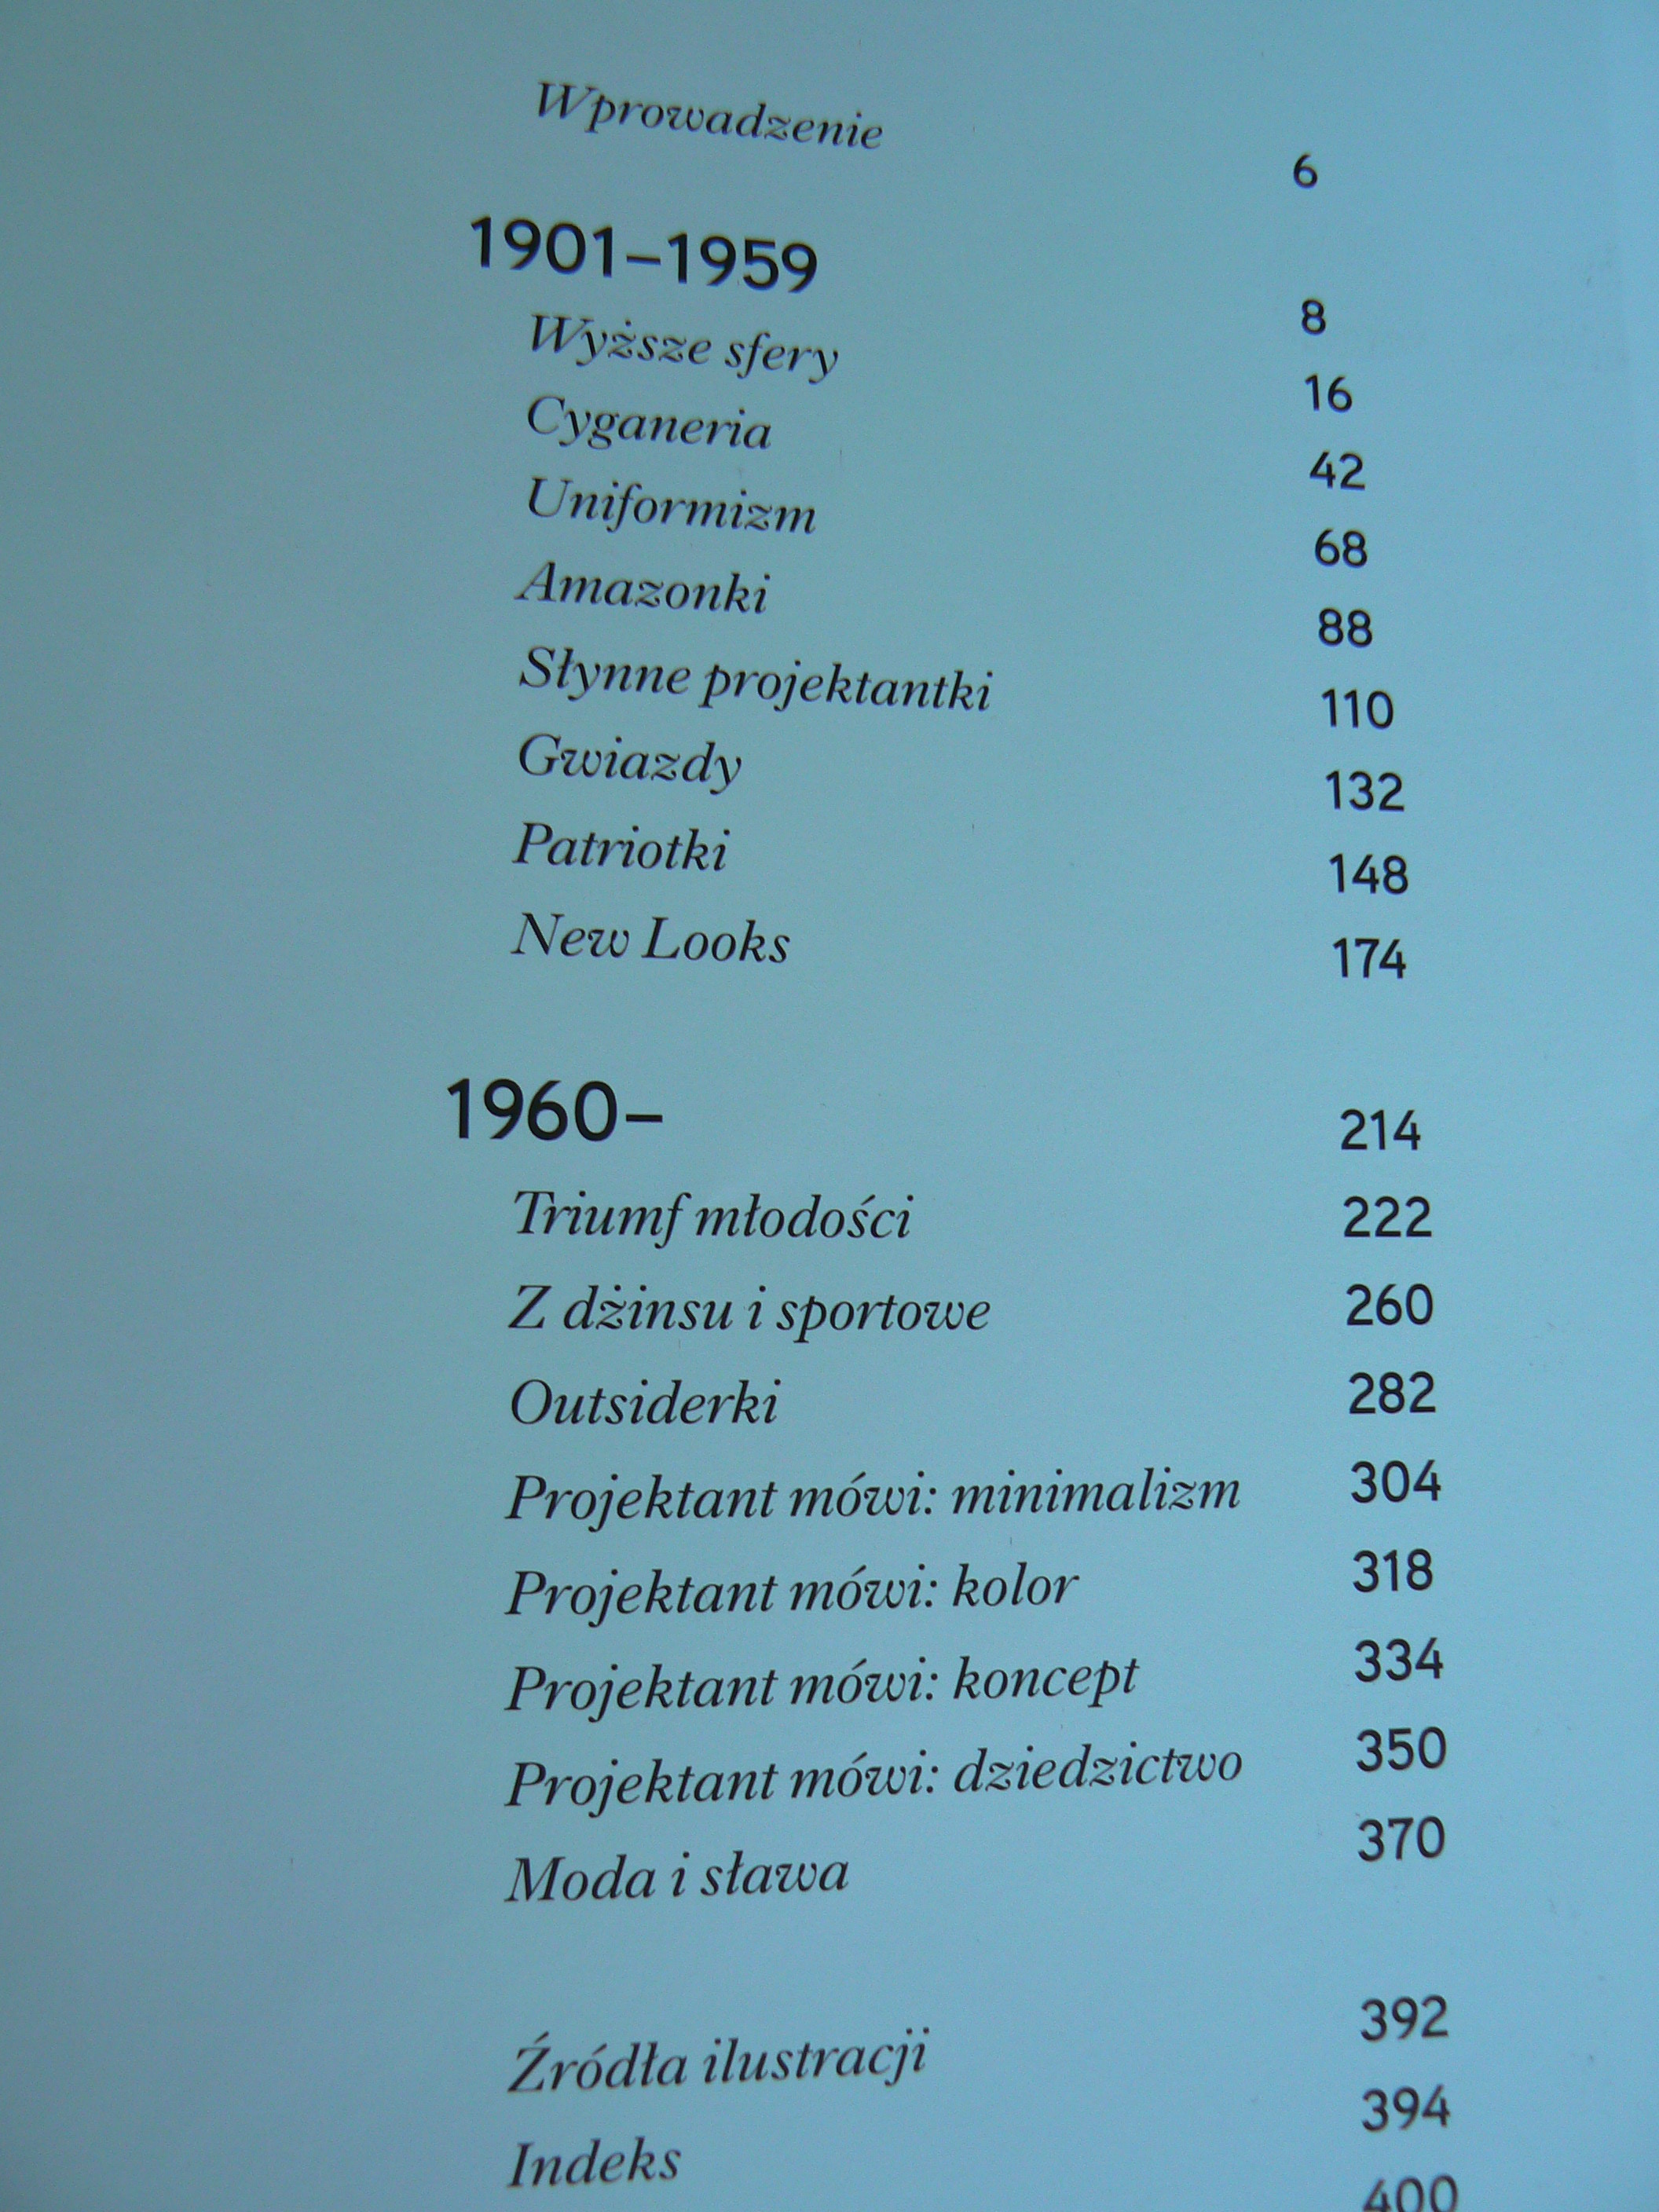 Wprowadzenie 6
1901–1959 8
Wyższe sfery 16
Cyganeria 42
Uniformizm 68
Amazonki 88
Słynne projektantki 110
Gwiazdy 132
Patriotki 148
New Looks 174
1960– 214
Triumf młodości 222
Z dżinsu i sportowe 260
Outsiderki 282
Projektant mówi: minimalizm 304
Projektant mówi: kolor 318
Projektant mówi: koncept 334
Projektant mówi: dziedzictwo 350
Moda i sława 370
Źródła ilustracji 392
Indeks 394
400